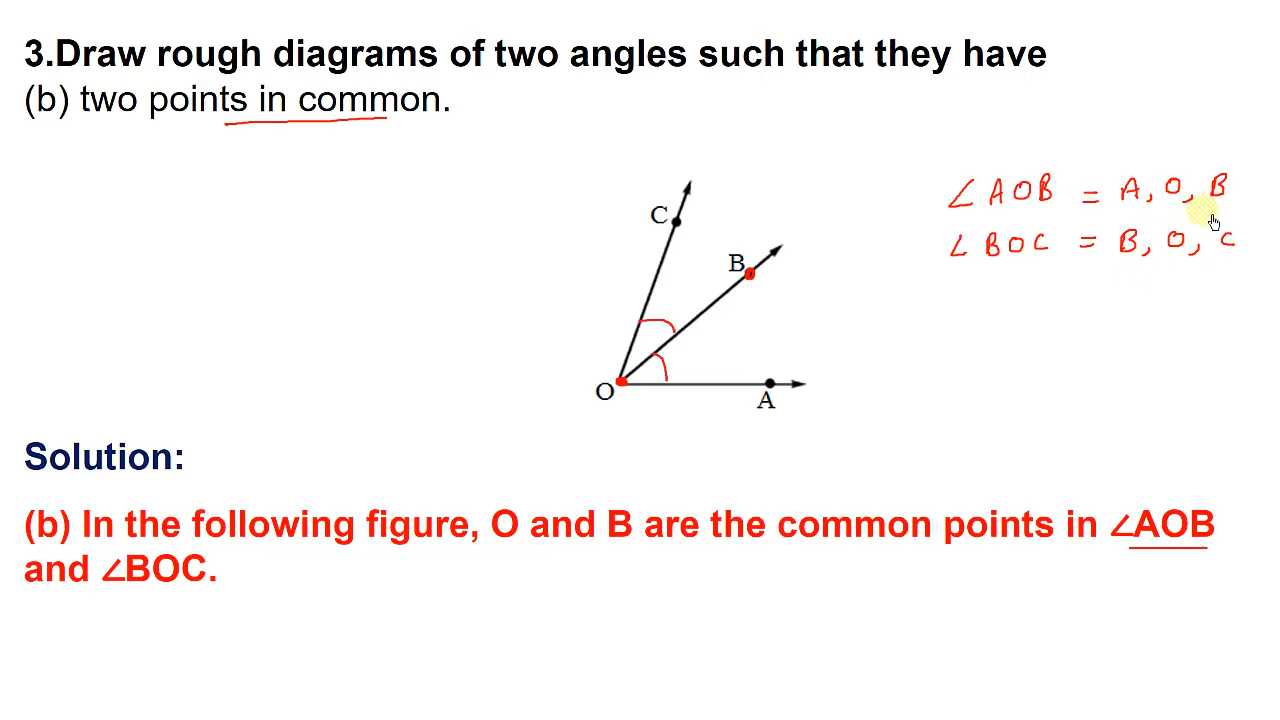 3.Draw rough diagrams of two angles such that they have
(b) two points in common.
∠AOB = A, O, B
∠BOC = B, O, C
C
B
O
A
Solution:
(b) In the following figure, O and B are the common points in ∠AOB
and ∠BOC.